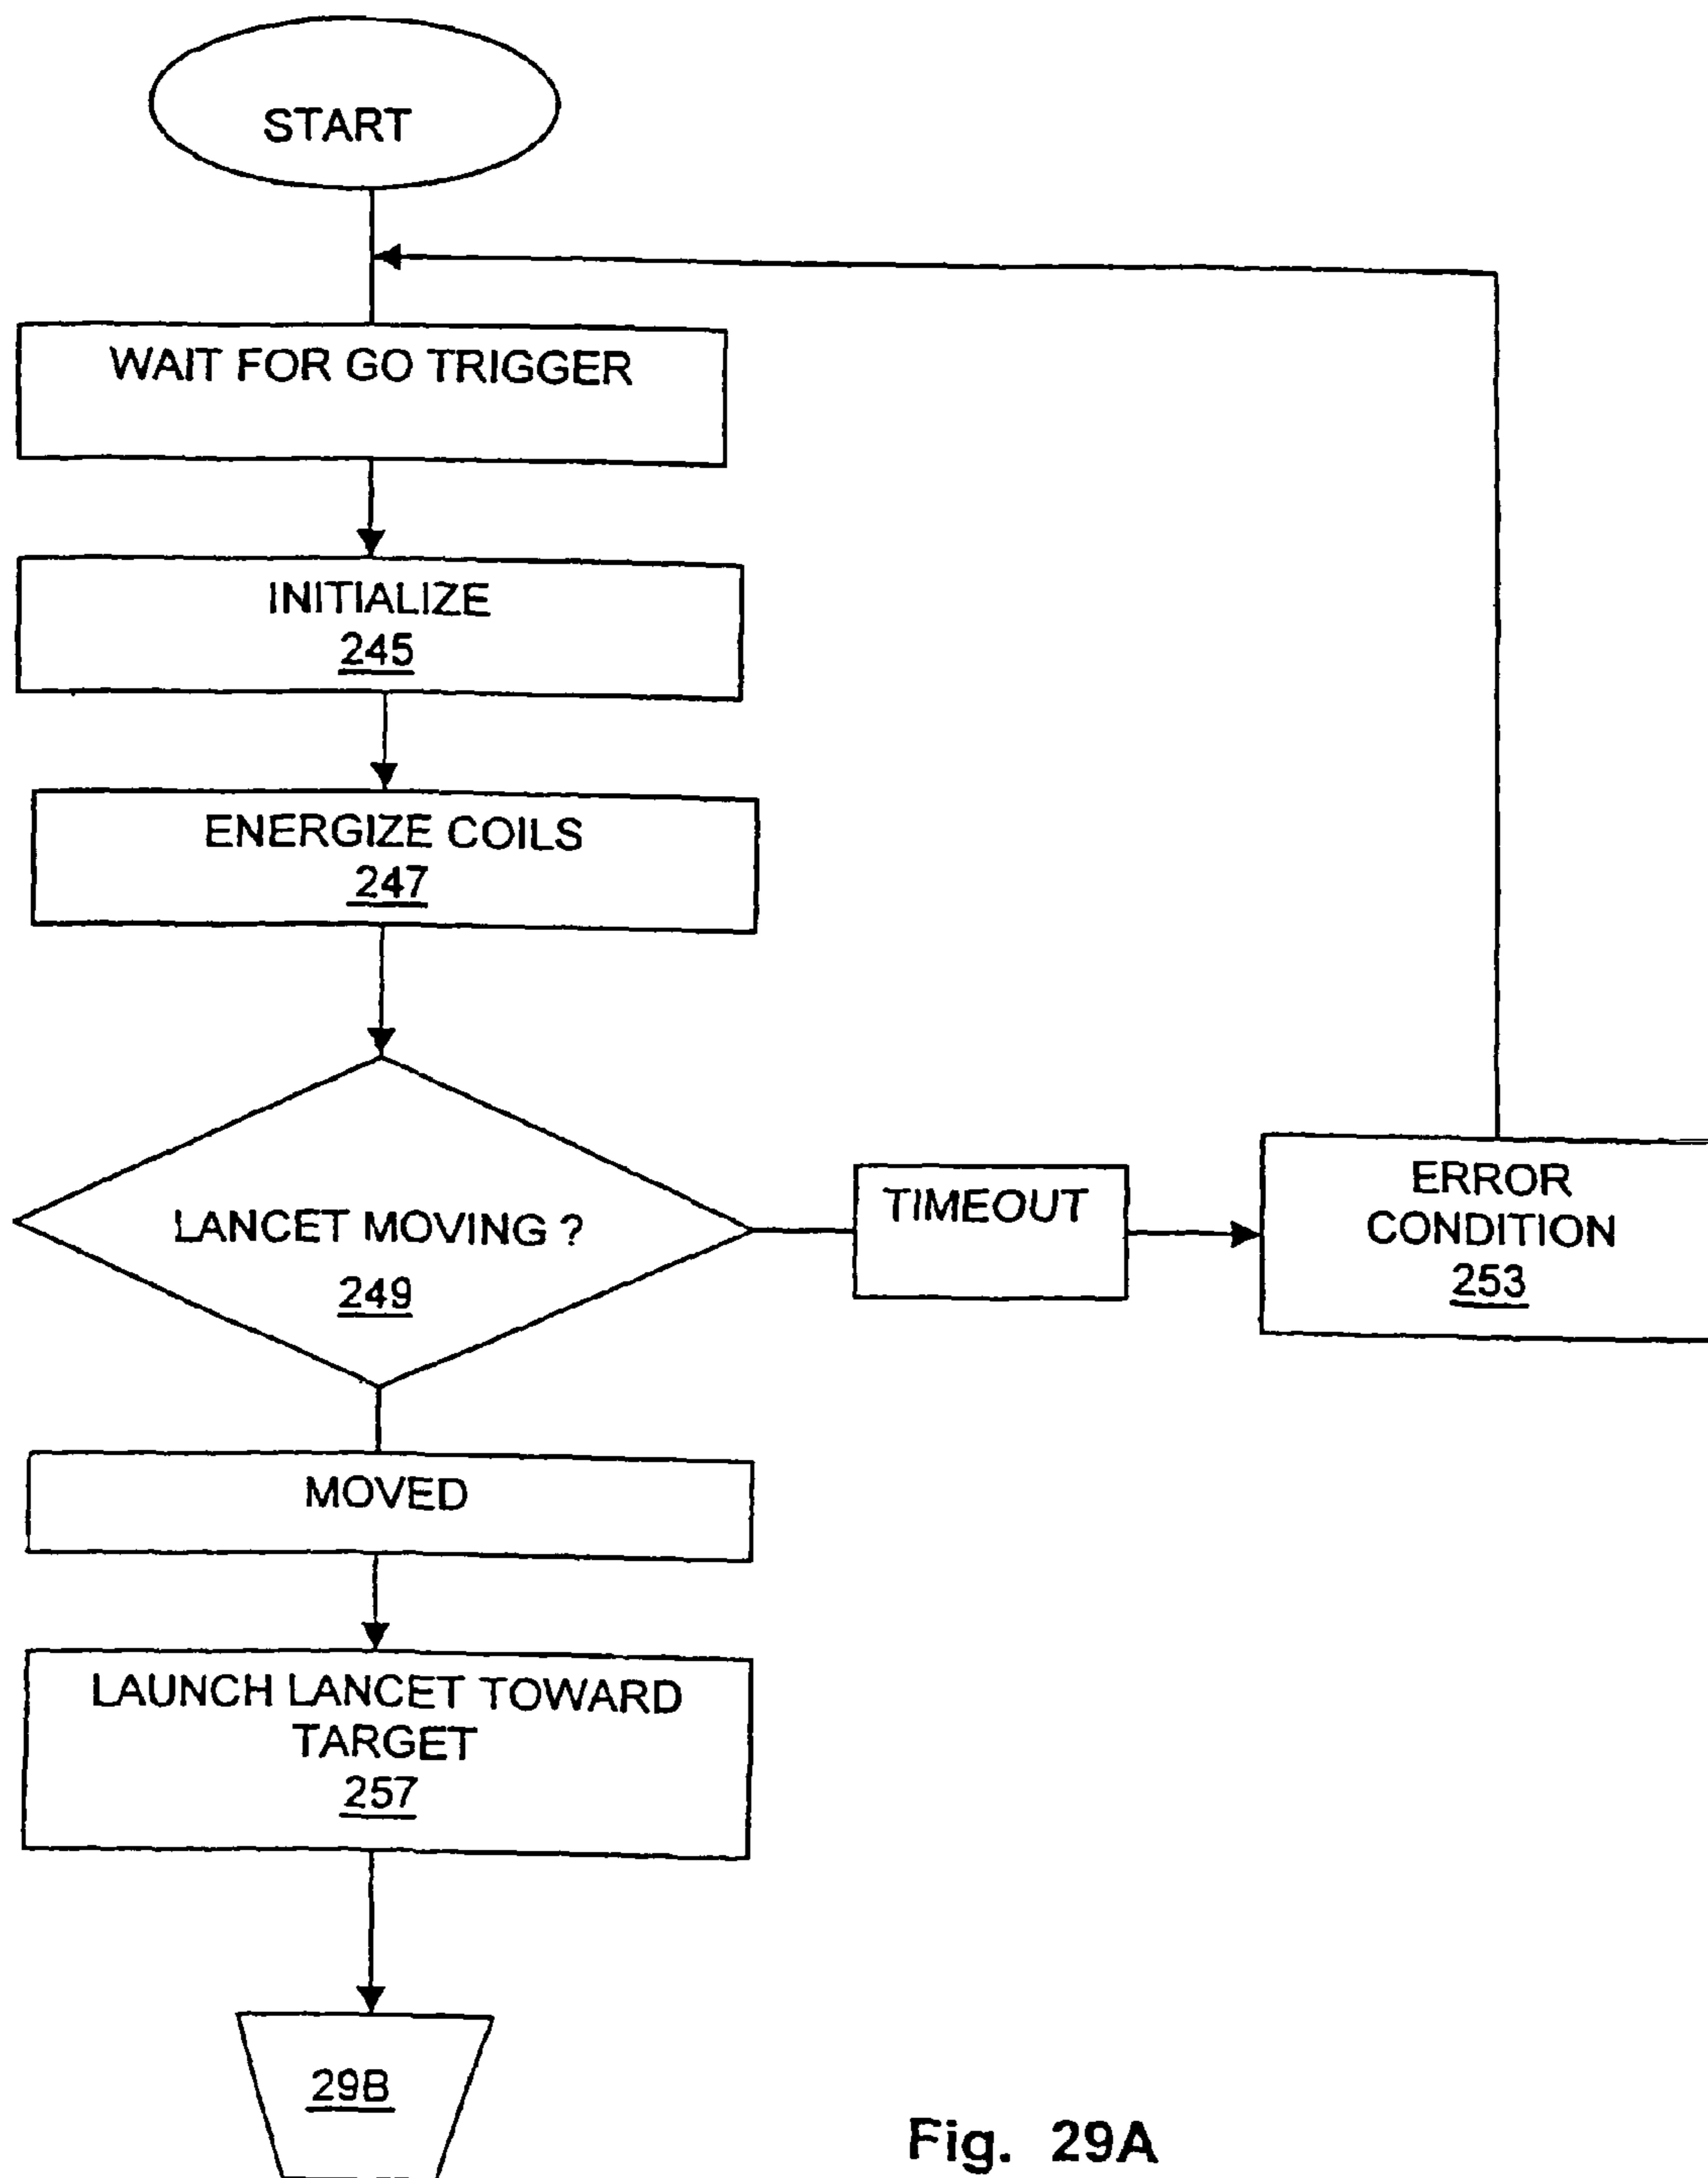 START
WAIT FOR GO TRIGGER
INITIALIZE
245
ENERGIZE COILS
247
LANCET MOVING ?
249
TIMEOUT
ERROR
CONDITION
253
MOVED
LAUNCH LANCET TOWARD
TARGET
257
29B
Fig. 29A